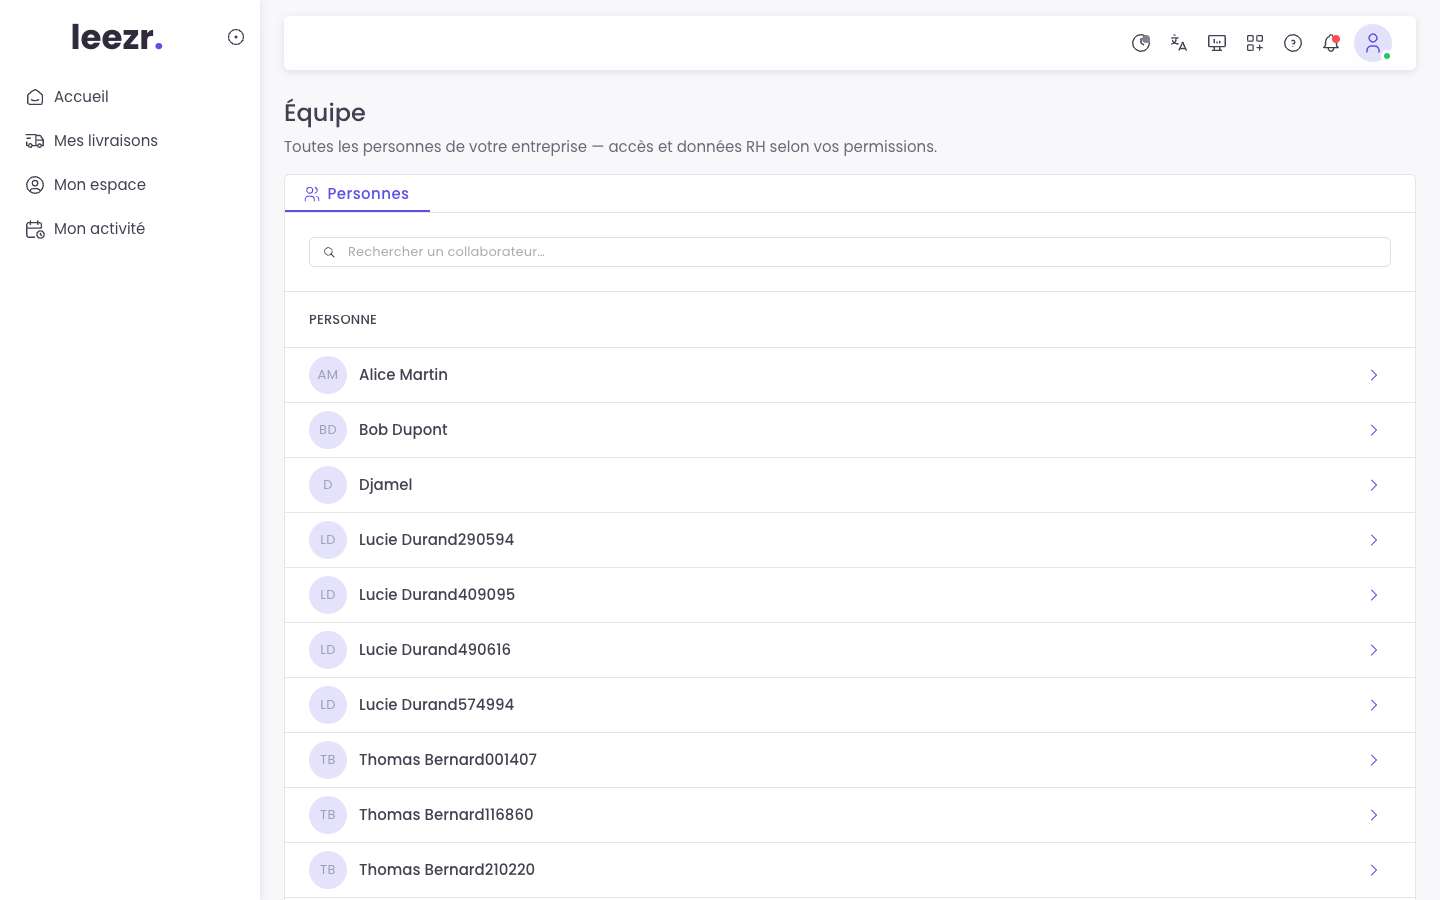 leezr.
Accueil
Mes livraisons
Mon espace
Mon activité
Équipe
Toutes les personnes de votre entreprise — accès et données RH selon vos permissions.
Personnes
Rechercher un collaborateur...
PERSONNE
AM Alice Martin
BD Bob Dupont
D Djamel
LD Lucie Durand290594
LD Lucie Durand409095
LD Lucie Durand490616
LD Lucie Durand574994
TB Thomas Bernard001407
TB Thomas Bernard116860
TB Thomas Bernard210220